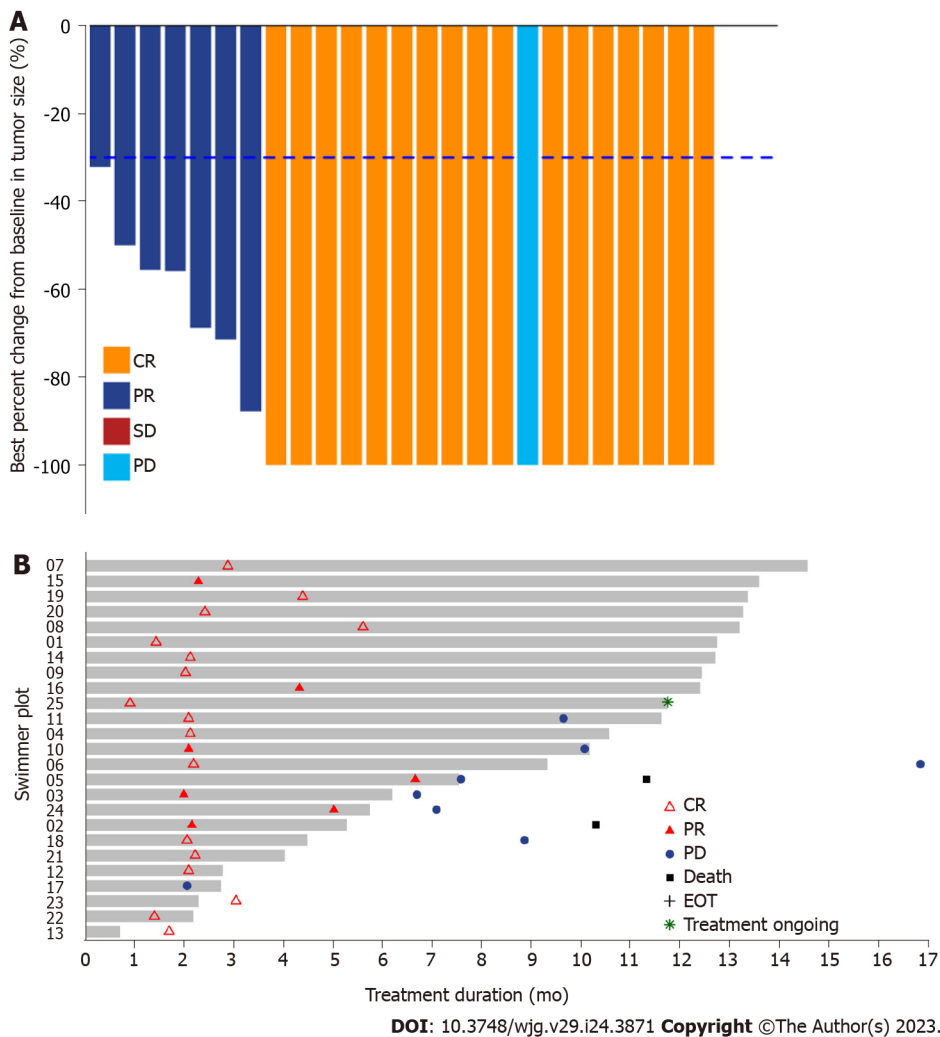 A
Best percent change from baseline in tumor size (%)
0
-20
-40
-60
-80
-100
CR
PR
SD
PD
B
Swimmer plot
07
15
19
20
08
01
14
09
16
25
11
04
10
06
05
03
24
02
18
21
12
17
23
22
13
CR
PR
PD
Death
EOT
Treatment ongoing
0 1 2 3 4 5 6 7 8 9 10 11 12 13 14 15 16 17
Treatment duration (mo)
DOI: 10.3748/wjg.v29.i24.3871 Copyright ©The Author(s) 2023.